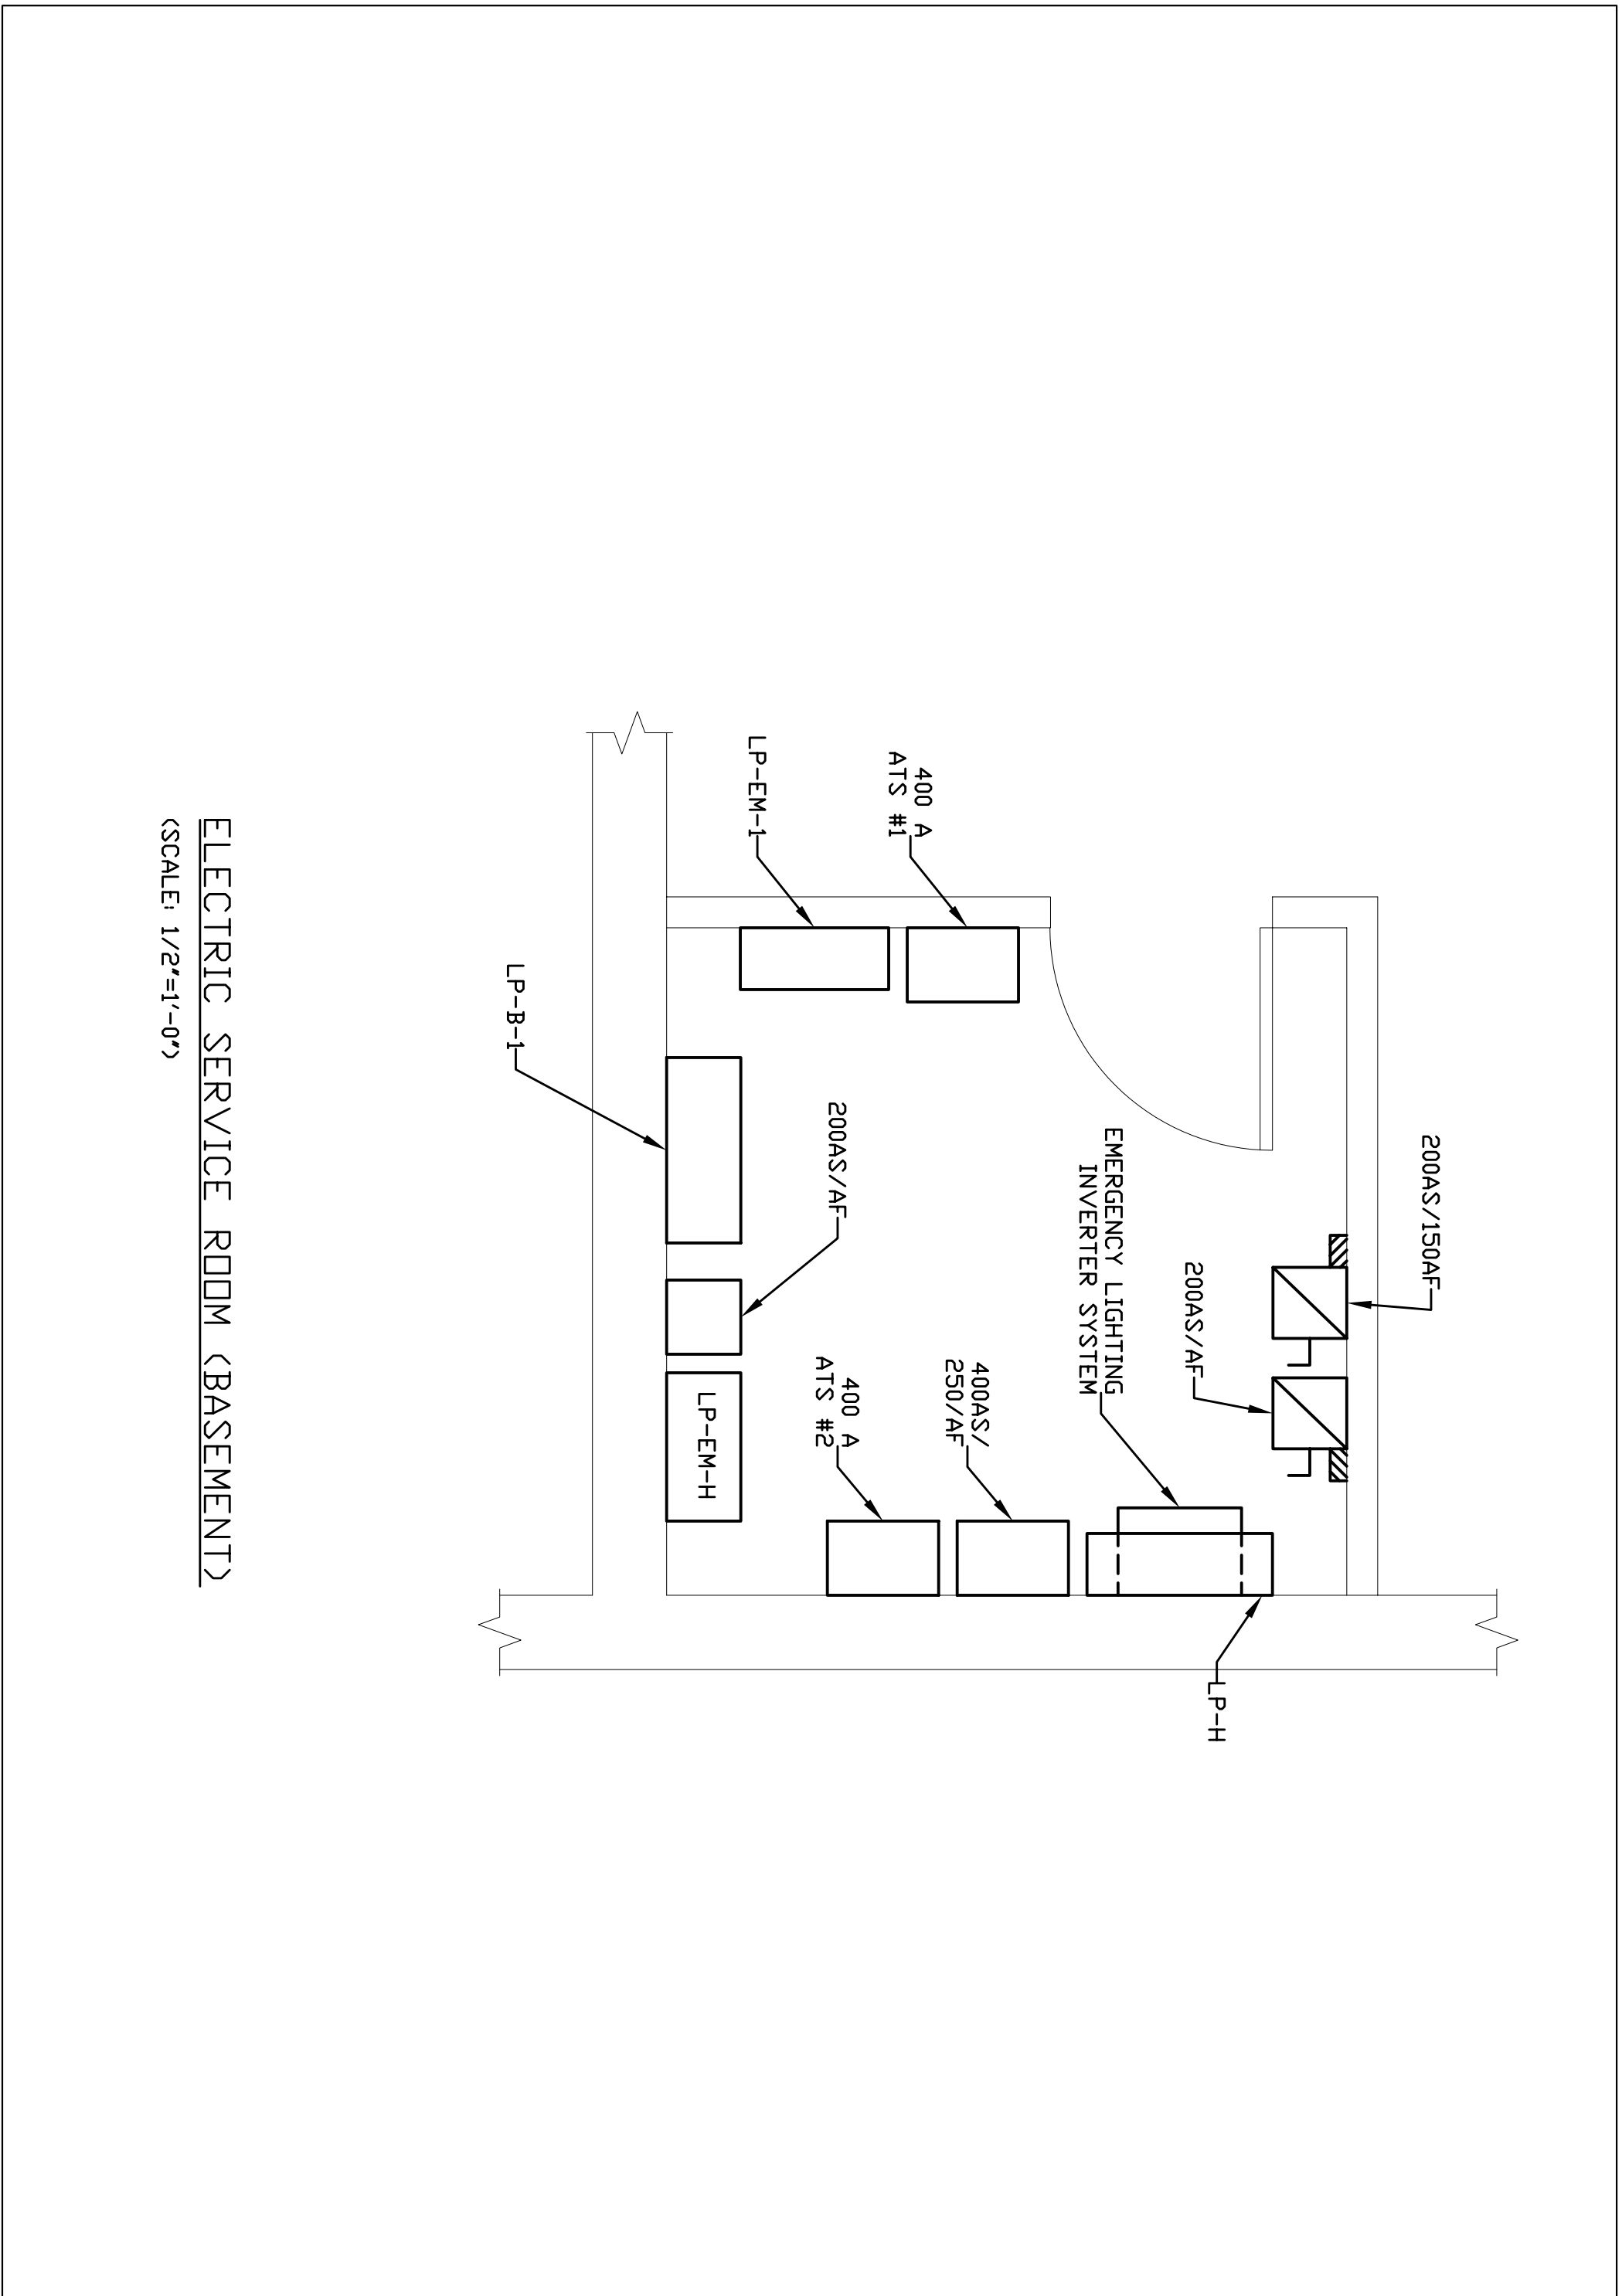 200AS/150AF
200AS/AF
LP-H
EMERGENCY LIGHTING
INVERTER SYSTEM
400AS/
250/AF
400 A
ATS #1
400 A
ATS #2
200AS/AF
LP-EM-1
LP-EM-H
LP-B-1
ELECTRIC SERVICE ROOM (BASEMENT)
(SCALE: 1/2"=1'-0")